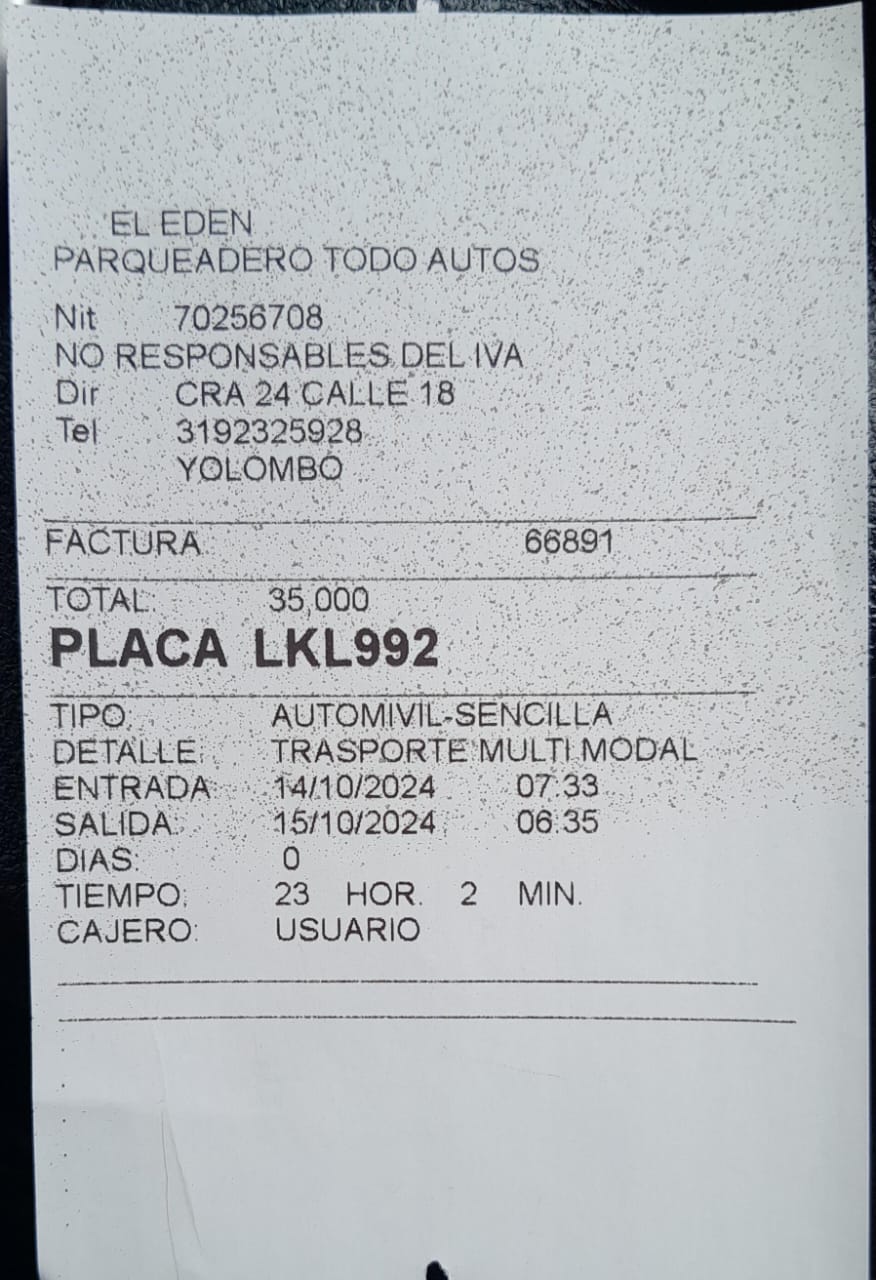 EL EDEN
PARQUEADERO TODO AUTOS
Nit 70256708
NO RESPONSABLES DEL IVA
Dir CRA 24 CALLE 18
Tel 3192325928
YOLOMBO
FACTURA 66891
TOTAL: 35,000
PLACA LKL992
TIPO: AUTOMIVIL-SENCILLA
DETALLE: TRASPORTE MULTI MODAL
ENTRADA: 14/10/2024 07:33
SALIDA: 15/10/2024 06:35
DIAS: 0
TIEMPO: 23 HOR. 2 MIN.
CAJERO: USUARIO